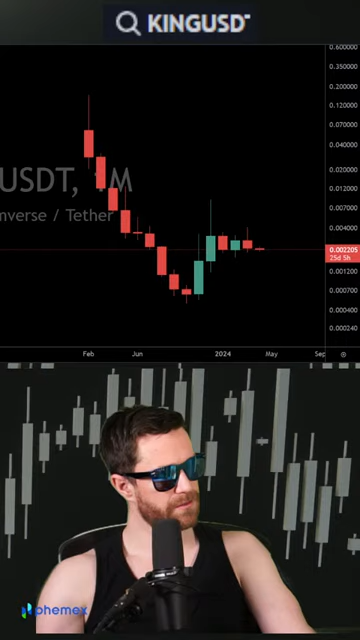 KINGUSD
USDT, 1M
nverse / Tether
0.600000
0.350000
0.200000
0.120000
0.070000
0.040000
0.020000
0.012000
0.007000
0.004000
0.002205
25d 5h
0.001200
0.000700
0.000400
0.000240
Feb
Jun
2024
May
Sep
phemex